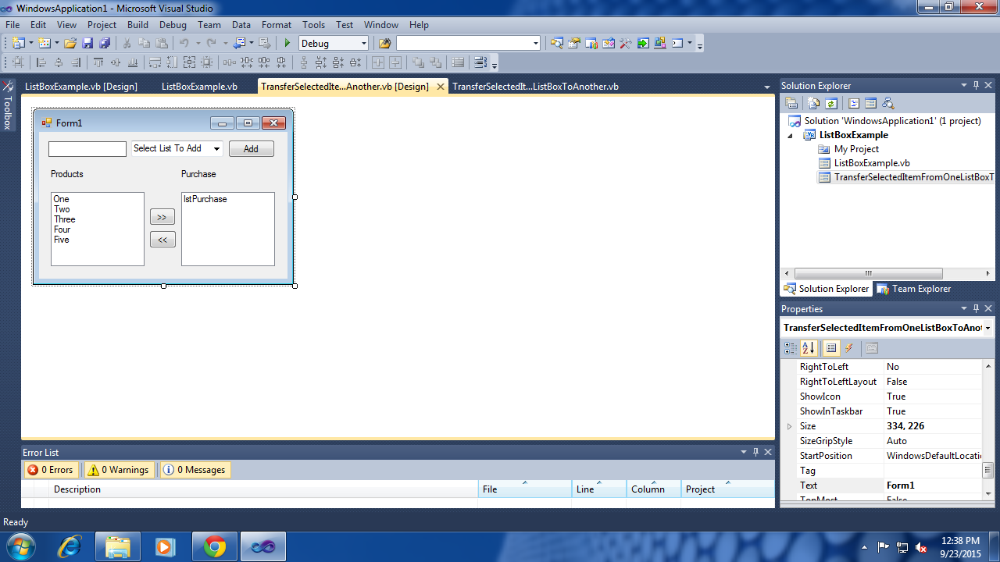 WindowsApplication1 - Microsoft Visual Studio
File Edit View Project Build Debug Team Data Format Tools Test Window Help
Debug
ListBoxExample.vb [Design] ListBoxExample.vb TransferSelectedIte...Another.vb [Design] TransferSelectedIt...ListBoxToAnother.vb
Toolbox
Form1
Select List To Add Add
Products Purchase
One
Two
Three
Four
Five
>>
<<
lstPurchase
Solution Explorer
Solution 'WindowsApplication1' (1 project)
ListBoxExample
My Project
ListBoxExample.vb
TransferSelectedItemFromOneListBoxT
Solution Explorer Team Explorer
Properties
TransferSelectedItemFromOneListBoxToAnot
RightToLeft No
RightToLeftLayout False
ShowIcon True
ShowInTaskbar True
Size 334, 226
SizeGripStyle Auto
StartPosition WindowsDefaultLocatio
Tag
Text Form1
TopMost False
Error List
0 Errors 0 Warnings 0 Messages
Description File Line Column Project
Ready
12:38 PM
9/23/2015